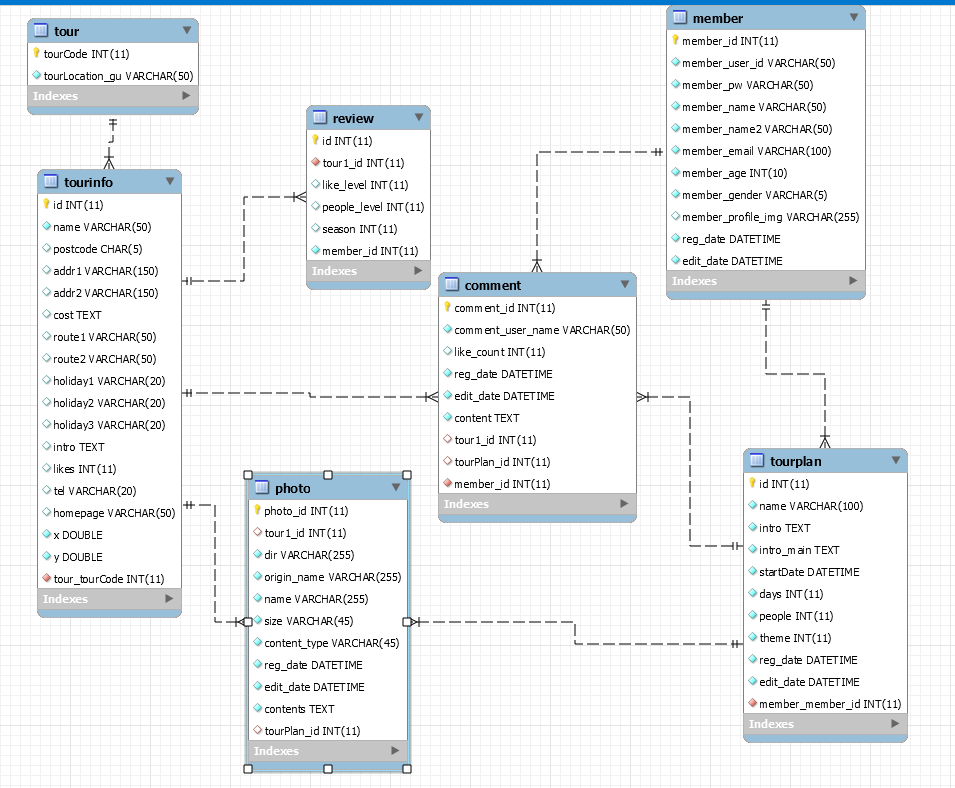 tour
tourCode INT(11)
tourLocation_gu VARCHAR(50)
Indexes
tourinfo
id INT(11)
name VARCHAR(50)
postcode CHAR(5)
addr1 VARCHAR(150)
addr2 VARCHAR(150)
cost TEXT
route1 VARCHAR(50)
route2 VARCHAR(50)
holiday1 VARCHAR(20)
holiday2 VARCHAR(20)
holiday3 VARCHAR(20)
intro TEXT
likes INT(11)
tel VARCHAR(20)
homepage VARCHAR(50)
x DOUBLE
y DOUBLE
tour_tourCode INT(11)
Indexes
review
id INT(11)
tour1_id INT(11)
like_level INT(11)
people_level INT(11)
season INT(11)
member_id INT(11)
Indexes
photo
photo_id INT(11)
tour1_id INT(11)
dir VARCHAR(255)
origin_name VARCHAR(255)
name VARCHAR(255)
size VARCHAR(45)
content_type VARCHAR(45)
reg_date DATETIME
edit_date DATETIME
contents TEXT
tourPlan_id INT(11)
Indexes
comment
comment_id INT(11)
comment_user_name VARCHAR(50)
like_count INT(11)
reg_date DATETIME
edit_date DATETIME
content TEXT
tour1_id INT(11)
tourPlan_id INT(11)
member_id INT(11)
Indexes
member
member_id INT(11)
member_user_id VARCHAR(50)
member_pw VARCHAR(50)
member_name VARCHAR(50)
member_name2 VARCHAR(50)
member_email VARCHAR(100)
member_age INT(10)
member_gender VARCHAR(5)
member_profile_img VARCHAR(255)
reg_date DATETIME
edit_date DATETIME
Indexes
tourplan
id INT(11)
name VARCHAR(100)
intro TEXT
intro_main TEXT
startDate DATETIME
days INT(11)
people INT(11)
theme INT(11)
reg_date DATETIME
edit_date DATETIME
member_member_id INT(11)
Indexes